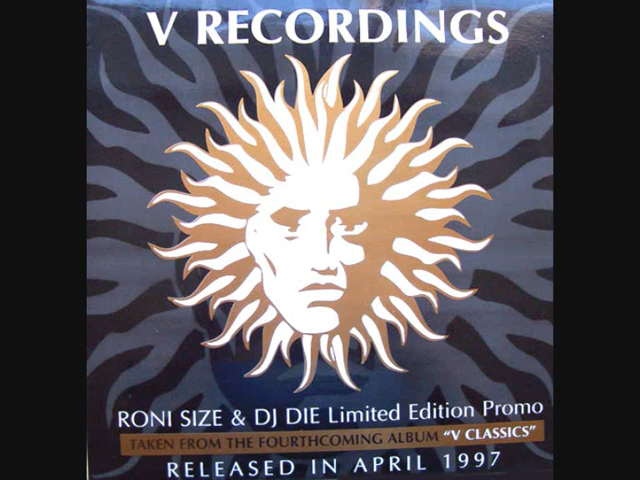 V RECORDINGS
RONI SIZE & DJ DIE Limited Edition Promo
TAKEN FROM THE FOURTHCOMING ALBUM "V CLASSICS"
RELEASED IN APRIL 1997